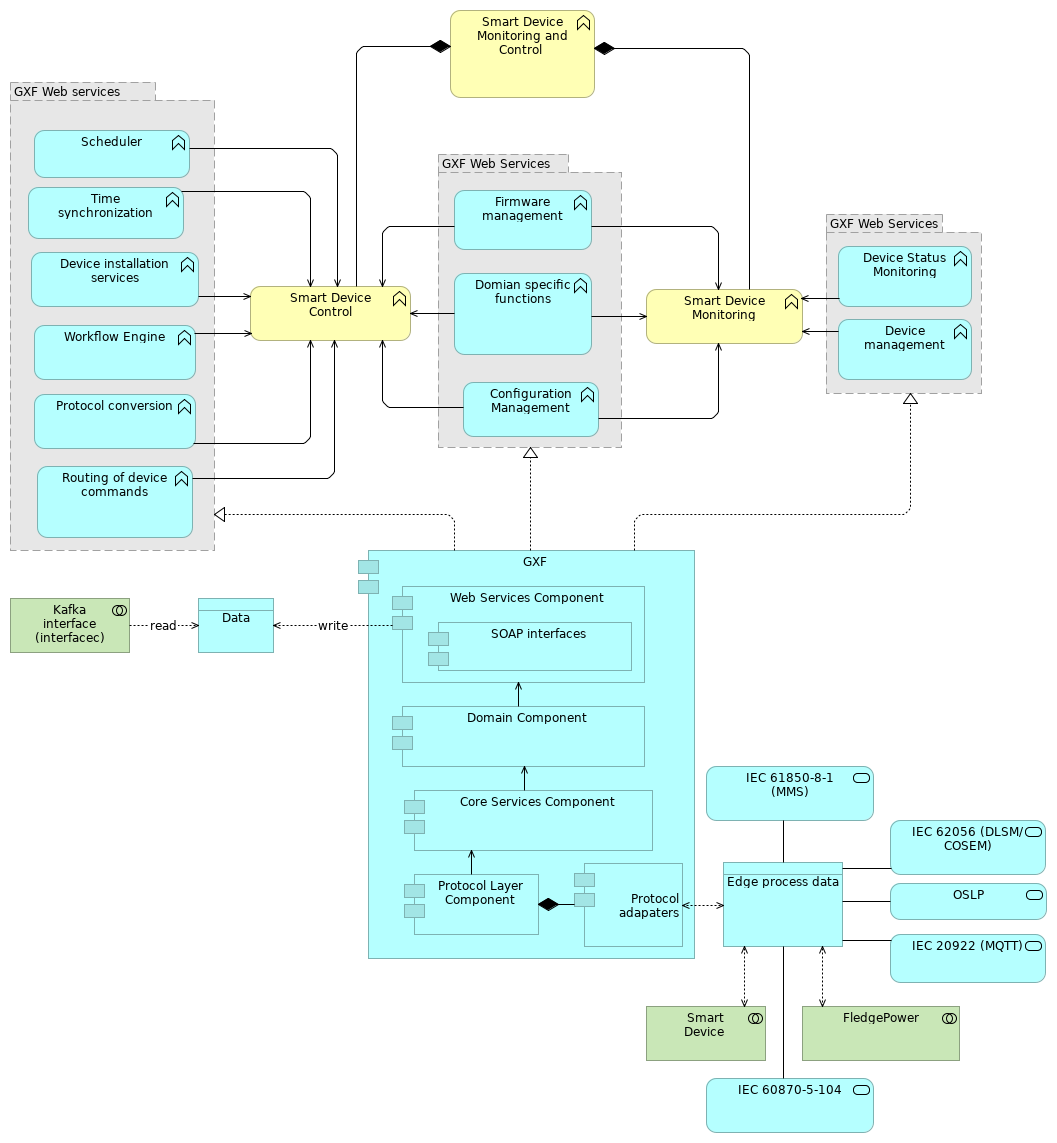 Smart Device
Monitoring and
Control
GXF Web services
Scheduler
Time
synchronization
Device installation
services
Workflow Engine
Protocol conversion
Routing of device
commands
Smart Device
Control
GXF Web Services
Firmware
management
Domian specific
functions
Configuration
Management
Smart Device
Monitoring
GXF Web Services
Device Status
Monitoring
Device
management
GXF
Web Services Component
SOAP interfaces
Domain Component
Core Services Component
Protocol Layer
Component
Protocol
adapaters
Kafka
interface
(interfacec)
read
Data
write
IEC 61850-8-1
(MMS)
IEC 62056 (DLSM/
COSEM)
Edge process data
OSLP
IEC 20922 (MQTT)
Smart
Device
FledgePower
IEC 60870-5-104